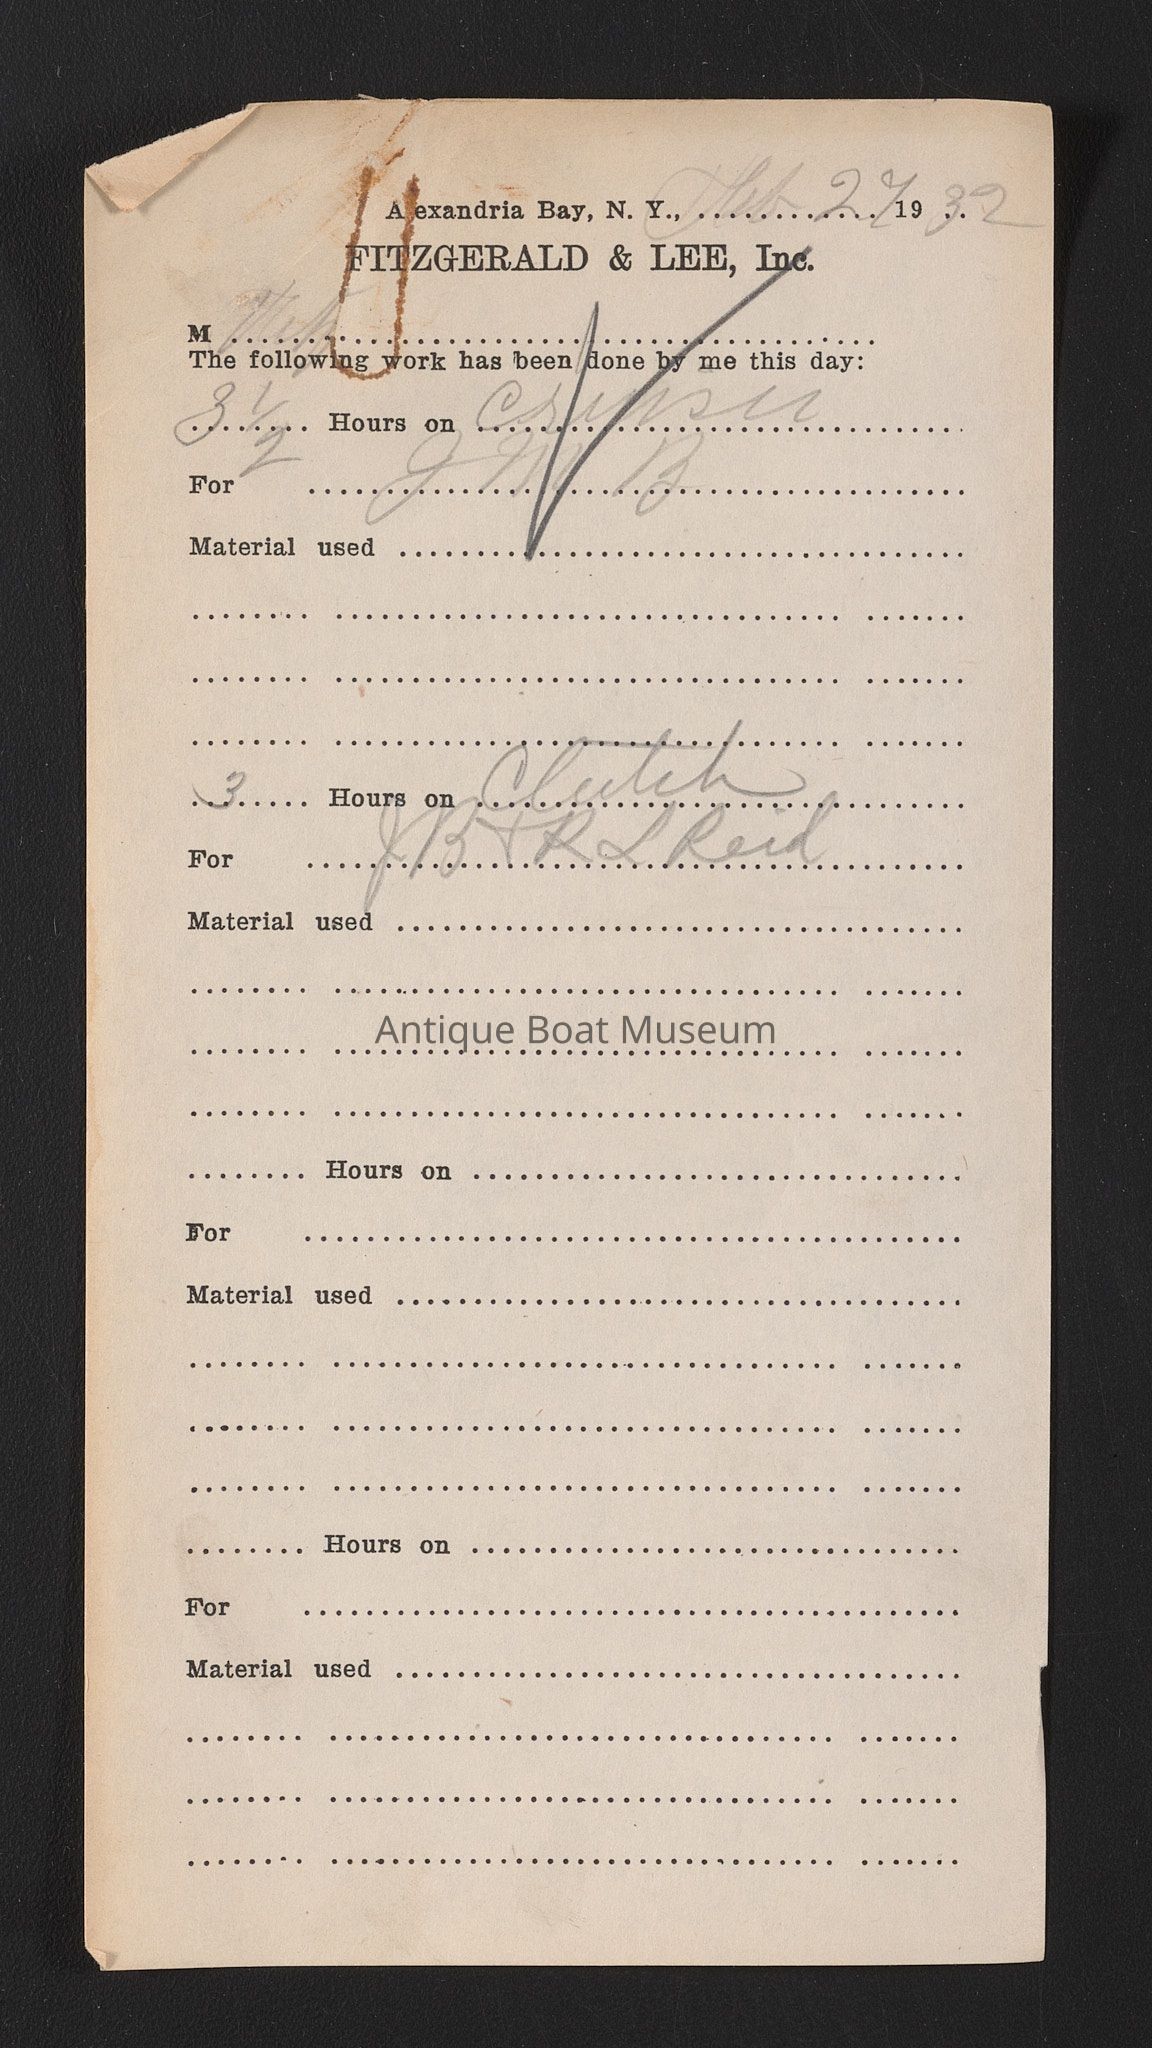 Alexandria Bay, N. Y., Feb 27 19 32
FITZGERALD & LEE, Inc.
M
The following work has been done by me this day:
3 1/2 Hours on
For J M B
Material used
3 Hours on Clutch
For J B & R L Reid
Material used
Antique Boat Museum
Hours on
For
Material used
Hours on
For
Material used